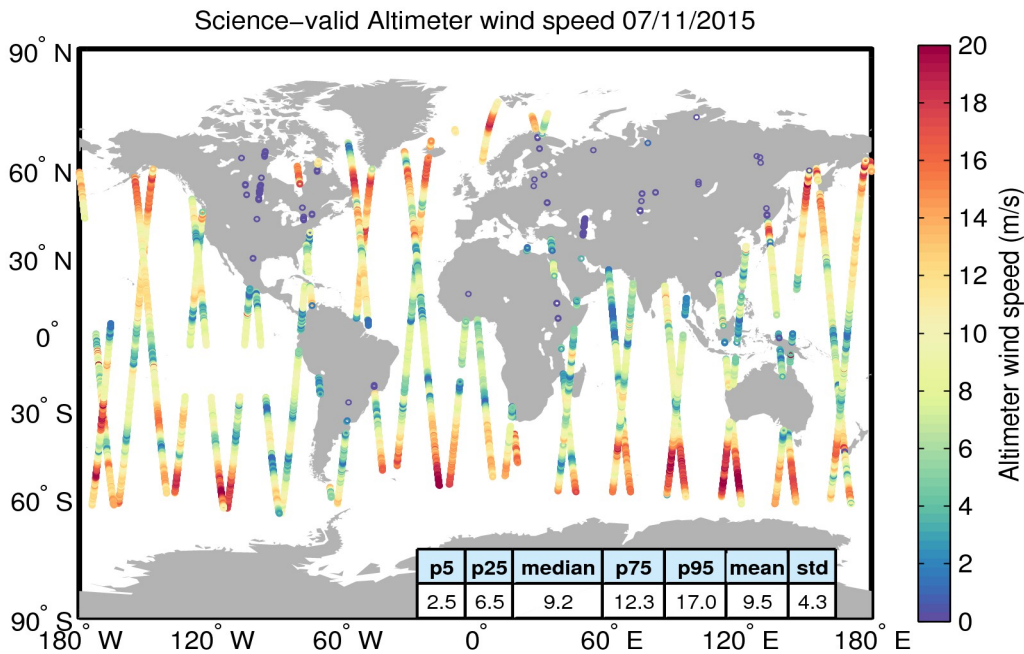 Science−valid Altimeter wind speed 07/11/2015
90° N
60° N
30° N
0°
30° S
60° S
90° S
180° W
120° W
60° W
0°
60° E
120° E
180° E
p5 p25 median p75 p95 mean std
2.5 6.5 9.2 12.3 17.0 9.5 4.3
20
18
16
14
12
10
8
6
4
2
0
Altimeter wind speed (m/s)